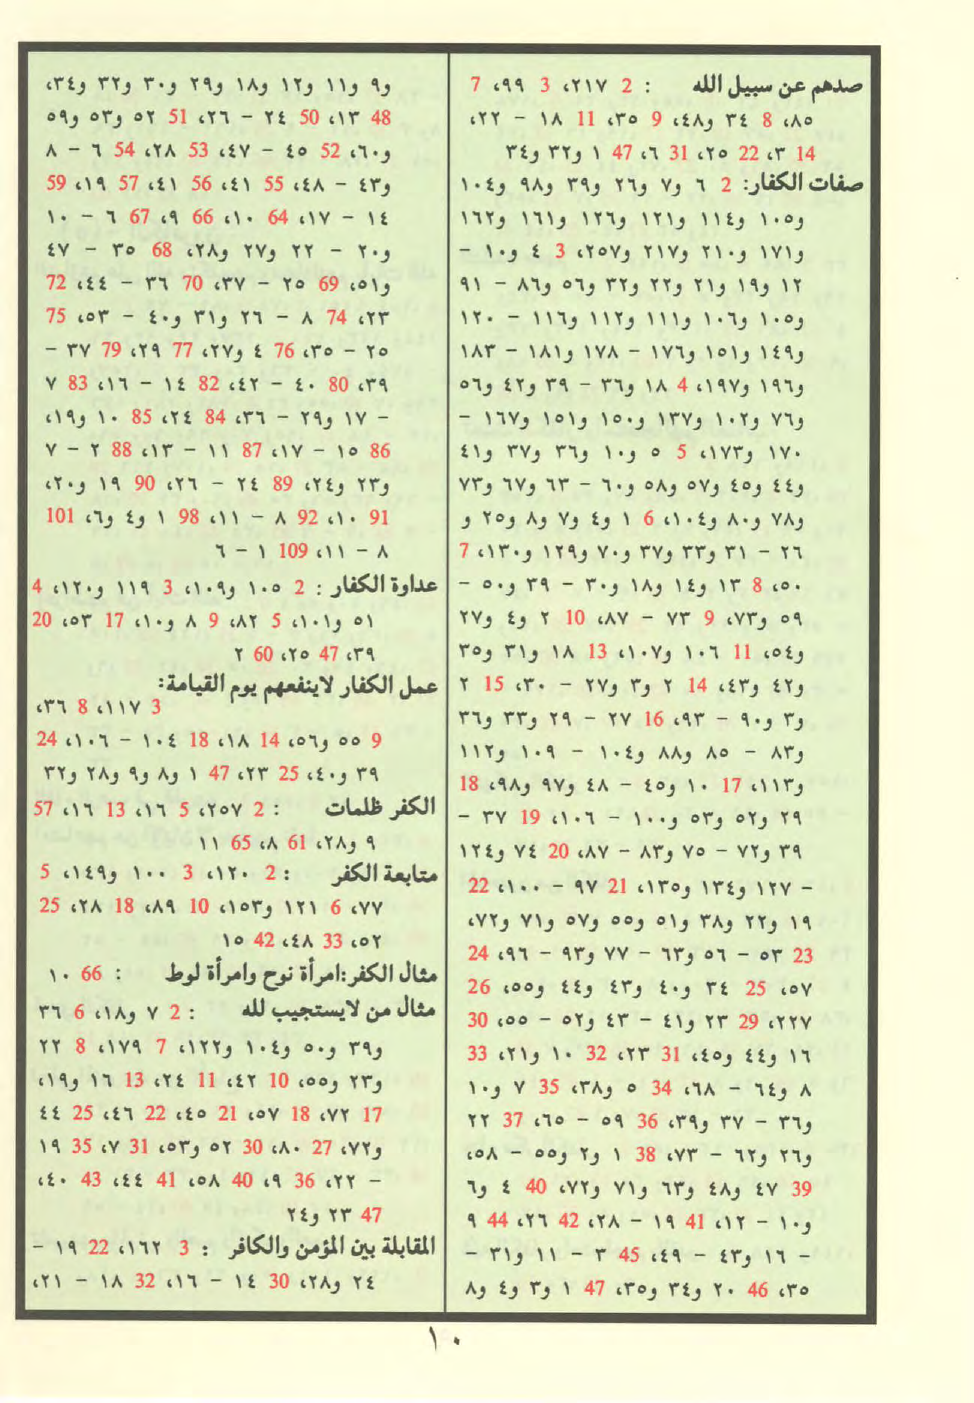 صدهم عن سبيل الله : 2 ٢١٧، 3 ٩٩، 7
٨٥، 8 ٣٤ و٤٨، 9 ٣٥، 11 ١٨ – ٢٢،
14 ٣، 22 ٢٥، 31 ٦، 47 ١ و٣٢ و٣٤
صفات الكفار: 2 ٦ و٧ و٢٦ و٣٩ و٩٨ و١٠٤
و١٠٥ و١١٤ و١٢١ و١٢٦ و١٦١ و١٦٢
و١٧١ و٢١٠ و٢١٧ و٢٥٧، 3 ٤ و١٠ –
١٢ و١٩ و٢١ و٢٢ و٣٢ و٥٦ و٨٦ – ٩١
و١٠٥ و١٠٦ و١١١ و١١٢ و١١٦ – ١٢٠
و١٤٩ و١٥١ و١٧٦ – ١٧٨ و١٨١ – ١٨٣
و١٩٦ و١٩٧، 4 ١٨ و٣٦ – ٣٩ و٤٢ و٥٦
و٧٦ و١٠٢ و١٣٧ و١٥٠ و١٥١ و١٦٧ –
١٧٠ و١٧٣، 5 ٥ و١٠ و٣٦ و٣٧ و٤١
و٤٤ و٤٥ و٥٧ و٥٨ و٦٠ – ٦٣ و٦٧ و٧٣
و٧٨ و٨٠ و١٠٤، 6 ١ و٤ و٧ و٨ و٢٥ و
٢٦ – ٣١ و٣٣ و٣٧ و٧٠ و١٢٩ و١٣٠، 7
٥٠، 8 ١٣ و١٤ و١٨ و٣٠ – ٣٩ و٥٠ –
٥٩ و٧٣، 9 ٧٣ – ٨٧، 10 ٢ و٤ و٢٧
و٥٤، 11 ١٠٦ و١٠٧، 13 ١٨ و٣١ و٣٥
و٤٢ و٤٣، 14 ٢ و٣ و٢٧ – ٣٠، 15 ٢
و٣ و٩٠ – ٩٣، 16 ٢٧ – ٢٩ و٣٣ و٣٦
و٨٣ – ٨٥ و٨٨ و١٠٤ – ١٠٩ و١١٢
و١١٣، 17 ١٠ و٤٥ – ٤٨ و٩٧ و٩٨، 18
٢٩ و٥٢ و٥٣ و١٠٠ – ١٠٦، 19 ٣٧ –
٣٩ و٧٢ – ٧٥ و٨٣ – ٨٧، 20 ٧٤ و١٢٤
– ١٢٧ و١٣٤ و١٣٥، 21 ٩٧ – ١٠٠، 22
١٩ و٢٢ و٣٨ و٥١ و٥٥ و٥٧ و٧١ و٧٢،
23 ٥٣ – ٥٦ و٦٣ – ٧٧ و٩٣ – ٩٦، 24
٥٧، 25 ٣٤ و٤٠ و٤٣ و٤٤ و٥٥، 26
٢٢٧، 29 ٢٣ و٤١ – ٤٣ و٥٢ – ٥٥، 30
١٦ و٤٤ و٤٥، 31 ٢٣، 32 ١٠ و٢١، 33
٨ و٦٤ – ٦٨، 34 ٥ و٣٨، 35 ٧ و١٠
و٣٦ – ٣٧ و٣٩، 36 ٥٩ – ٦٥، 37 ٢٢
و٢٦ و٦٢ – ٧٣، 38 ١ و٢ و٥٥ – ٥٨،
39 ٤٧ و٤٨ و٦٣ و٧١ و٧٢، 40 ٤ و٦
و١٠ – ١٢، 41 ١٩ – ٢٨، 42 ٢٦، 44 ٩
– ١٦ و٤٣ – ٤٩، 45 ٣ – ١١ و٣١ –
٣٥، 46 ٢٠ و٣٤ و٣٥، 47 ١ و٣ و٤ و٨
و٩ و١١ و١٢ و١٨ و٢٩ و٣٠ و٣٢ و٣٤،
48 ١٣، 50 ٢٤ – ٢٦، 51 ٥٢ و٥٣ و٥٩
و٦٠، 52 ٤٥ – ٤٧، 53 ٢٨، 54 ٦ – ٨
و٤٣ – ٤٨، 55 ٤١، 56 ٤١، 57 ١٩، 59
١٤ – ١٧، 64 ١٠، 66 ٩، 67 ٦ – ١٠
و٢٠ – ٢٢ و٢٧ و٢٨، 68 ٣٥ – ٤٧
و٥١، 69 ٢٥ – ٣٧، 70 ٣٦ – ٤٤، 72
٢٣، 74 ٨ – ٢٦ و٣١ و٤٠ – ٥٣، 75
٢٥ – ٣٥، 76 ٤ و٢٧، 77 ٢٩، 79 ٣٧ –
٣٩، 80 ٤٠ – ٤٢، 82 ١٤ – ١٦، 83 ٧
– ١٧ و٢٩ – ٣٦، 84 ٢٤، 85 ١٠ و١٩،
86 ١٥ – ١٧، 87 ١١ – ١٣، 88 ٢ – ٧
و٢٣ و٢٤، 89 ٢٤ – ٢٦، 90 ١٩ و٢٠،
91 ١٠، 92 ٨ – ١١، 98 ١ و٤ و٦، 101
٨ – ١١، 109 ١ – ٦
عداوة الكفار : 2 ١٠٥ و١٠٩، 3 ١١٩ و١٢٠، 4
٥١ و١٠١، 5 ٨٢، 9 ٨ و١٠، 17 ٥٣، 20
٣٩، 47 ٢٥، 60 ٢
عمل الكفار لاينفعهم يوم القيامة:
3 ١١٧، 8 ٣٦،
9 ٥٥ و٥٦، 14 ١٨، 18 ١٠٤ – ١٠٦، 24
٣٩ و٤٠، 25 ٢٣، 47 ١ و٨ و٩ و٢٨ و٣٢
الكفر ظلمات : 2 ٢٥٧، 5 ١٦، 13 ١٦، 57
٩ و٢٨، 61 ٨، 65 ١١
متابعة الكفر : 2 ١٢٠، 3 ١٠٠ و١٤٩، 5
٧٧، 6 ١٢١ و١٥٣، 10 ٨٩، 18 ٢٨، 25
٥٢، 33 ٤٨، 42 ١٥
مثال الكفر:امرأة نوح وامرأة لوط : 66 ١٠
مثال من لايستجيب لله : 2 ٧ و١٨، 6 ٣٦
و٣٩ و٥٠ و١٠٤ و١٢٢، 7 ١٧٩، 8 ٢٢
و٢٣ و٥٥، 10 ٤٢، 11 ٢٤، 13 ١٦ و١٩،
17 ٧٢، 18 ٥٧، 21 ٤٥، 22 ٤٦، 25 ٤٤
و٧٢، 27 ٨٠، 30 ٥٢ و٥٣، 31 ٧، 35 ١٩
– ٢٢، 36 ٩، 40 ٥٨، 41 ٤٤، 43 ٤٠،
47 ٢٣ و٢٤
المقابلة بين المؤمن والكافر : 3 ١٦٢، 22 ١٩ –
٢٤ و٢٨، 30 ١٤ – ١٦، 32 ١٨ – ٢١،
١٠